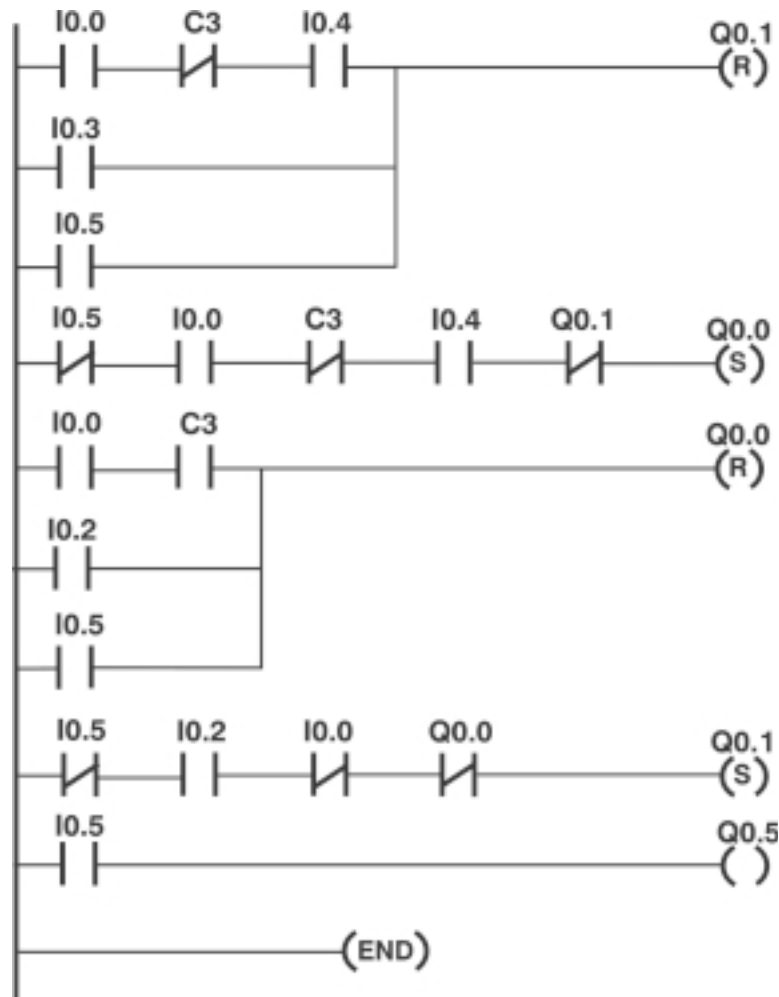 I0.0 C3 I0.4 Q0.1
(R)
I0.3
I0.5
I0.5 I0.0 C3 I0.4 Q0.1 Q0.0
(S)
I0.0 C3 Q0.0
(R)
I0.2
I0.5
I0.5 I0.2 I0.0 Q0.0 Q0.1
(S)
I0.5 Q0.5
( )
(END)